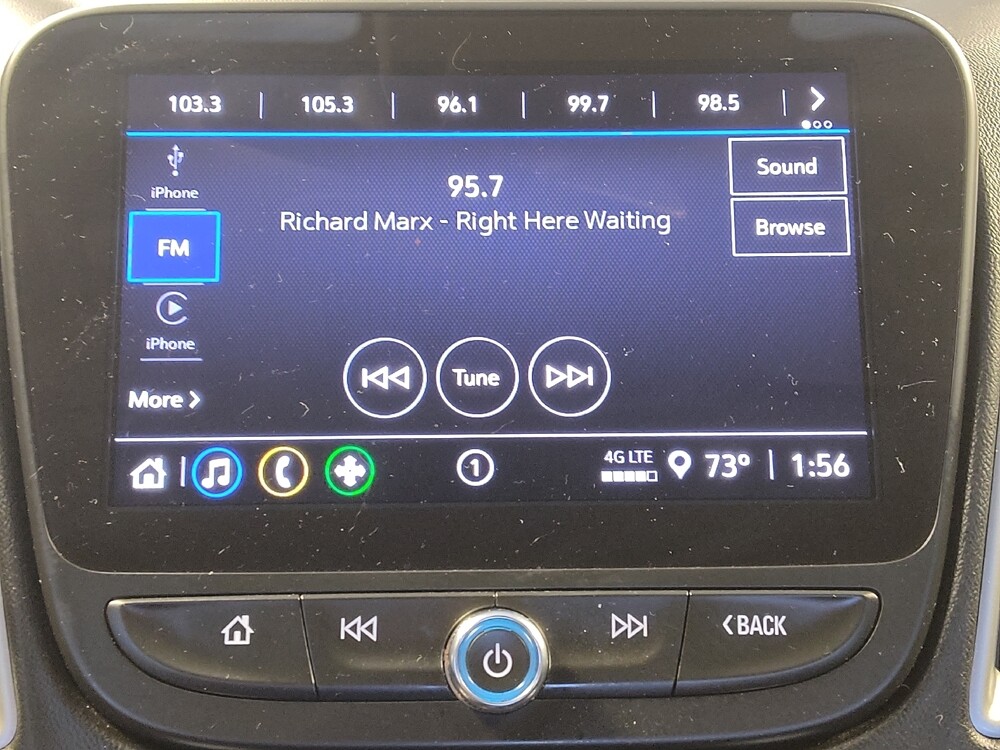 103.3 | 105.3 | 96.1 | 99.7 | 98.5 |
iPhone
95.7
Sound
Richard Marx - Right Here Waiting
Browse
FM
iPhone
Tune
More >
1
4G LTE
73° | 1:56
<BACK